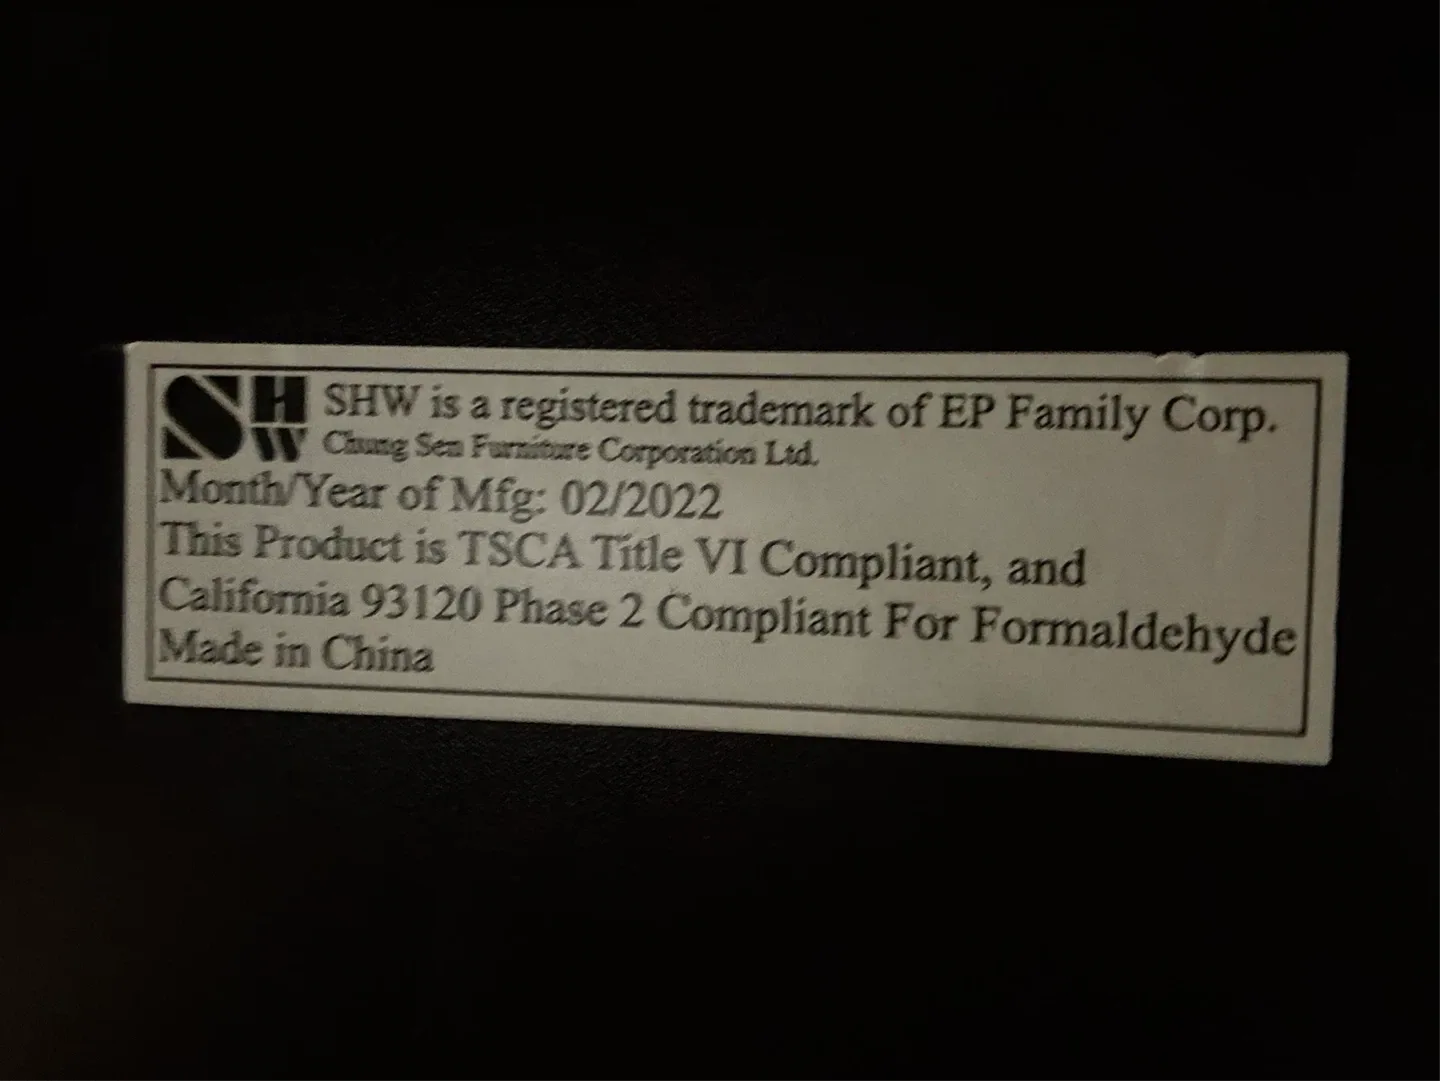 SHW SHW is a registered trademark of EP Family Corp.
Chung Sen Furniture Corporation Ltd.
Month/Year of Mfg: 02/2022
This Product is TSCA Title VI Compliant, and
California 93120 Phase 2 Compliant For Formaldehyde
Made in China